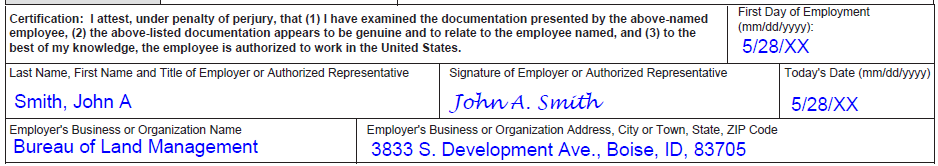 Certification: I attest, under penalty of perjury, that (1) I have examined the documentation presented by the above-named
employee, (2) the above-listed documentation appears to be genuine and to relate to the employee named, and (3) to the
best of my knowledge, the employee is authorized to work in the United States.
First Day of Employment
(mm/dd/yyyy):
5/28/XX
Last Name, First Name and Title of Employer or Authorized Representative
Smith, John A
Signature of Employer or Authorized Representative
John A. Smith
Today's Date (mm/dd/yyyy)
5/28/XX
Employer's Business or Organization Name
Bureau of Land Management
Employer's Business or Organization Address, City or Town, State, ZIP Code
3833 S. Development Ave., Boise, ID, 83705